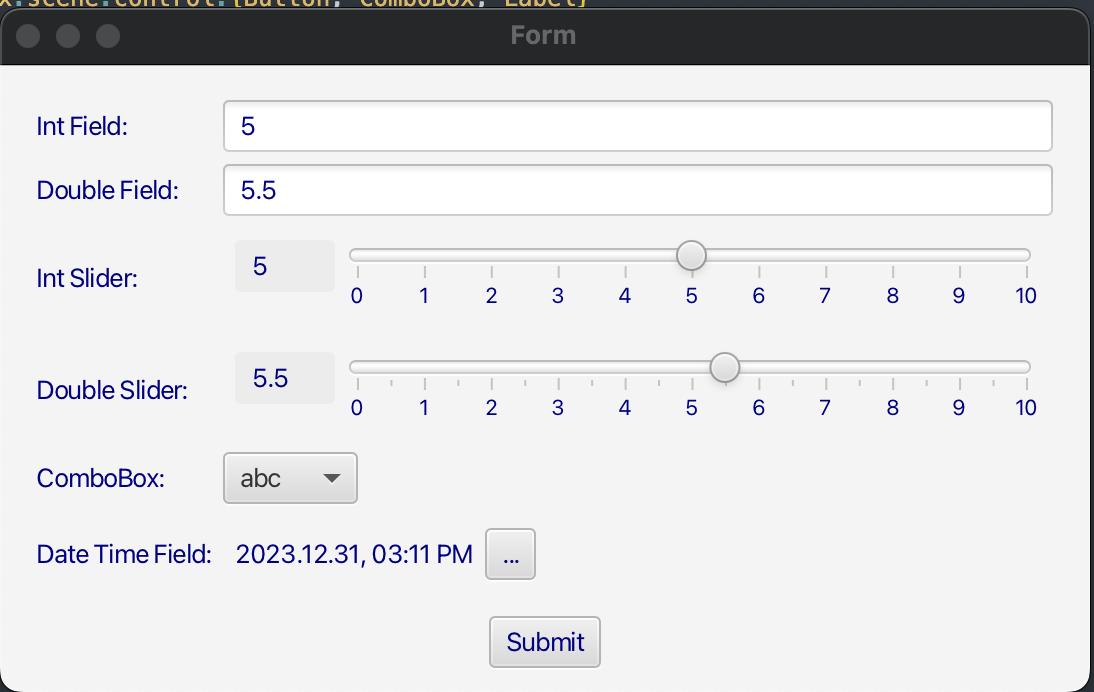 x.scene.control.{Button, ComboBox, Label}
Form
Int Field: 5
Double Field: 5.5
Int Slider: 5
0 1 2 3 4 5 6 7 8 9 10
Double Slider: 5.5
0 1 2 3 4 5 6 7 8 9 10
ComboBox: abc
Date Time Field: 2023.12.31, 03:11 PM ...
Submit